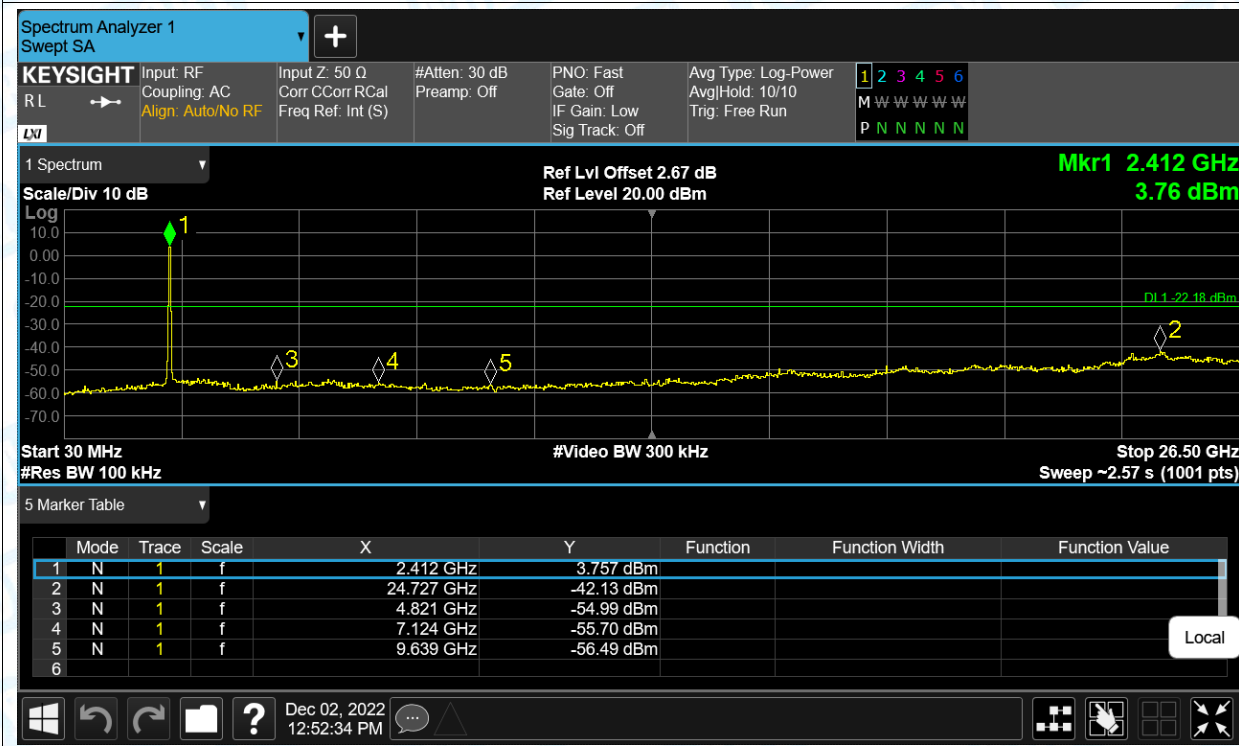 Spectrum Analyzer 1
Swept SA
KEYSIGHT
R L
LXI
Input: RF
Coupling: AC
Align: Auto/No RF
Input Z: 50 Ω
Corr CCorr RCal
Freq Ref: Int (S)
#Atten: 30 dB
Preamp: Off
PNO: Fast
Gate: Off
IF Gain: Low
Sig Track: Off
Avg Type: Log-Power
Avg|Hold: 10/10
Trig: Free Run
1 2 3 4 5 6
M W W W W W
P N N N N N
1 Spectrum
Scale/Div 10 dB
Ref Lvl Offset 2.67 dB
Ref Level 20.00 dBm
Mkr1 2.412 GHz
3.76 dBm
Log
10.0
0.00
-10.0
-20.0
-30.0
-40.0
-50.0
-60.0
-70.0
1
DL1 -22.18 dBm
2
3
4
5
Start 30 MHz
#Res BW 100 kHz
#Video BW 300 kHz
Stop 26.50 GHz
Sweep ~2.57 s (1001 pts)
5 Marker Table
Mode Trace Scale X Y Function Function Width Function Value
1 N 1 f 2.412 GHz 3.757 dBm
2 N 1 f 24.727 GHz -42.13 dBm
3 N 1 f 4.821 GHz -54.99 dBm
4 N 1 f 7.124 GHz -55.70 dBm
5 N 1 f 9.639 GHz -56.49 dBm
6
Local
?
Dec 02, 2022
12:52:34 PM